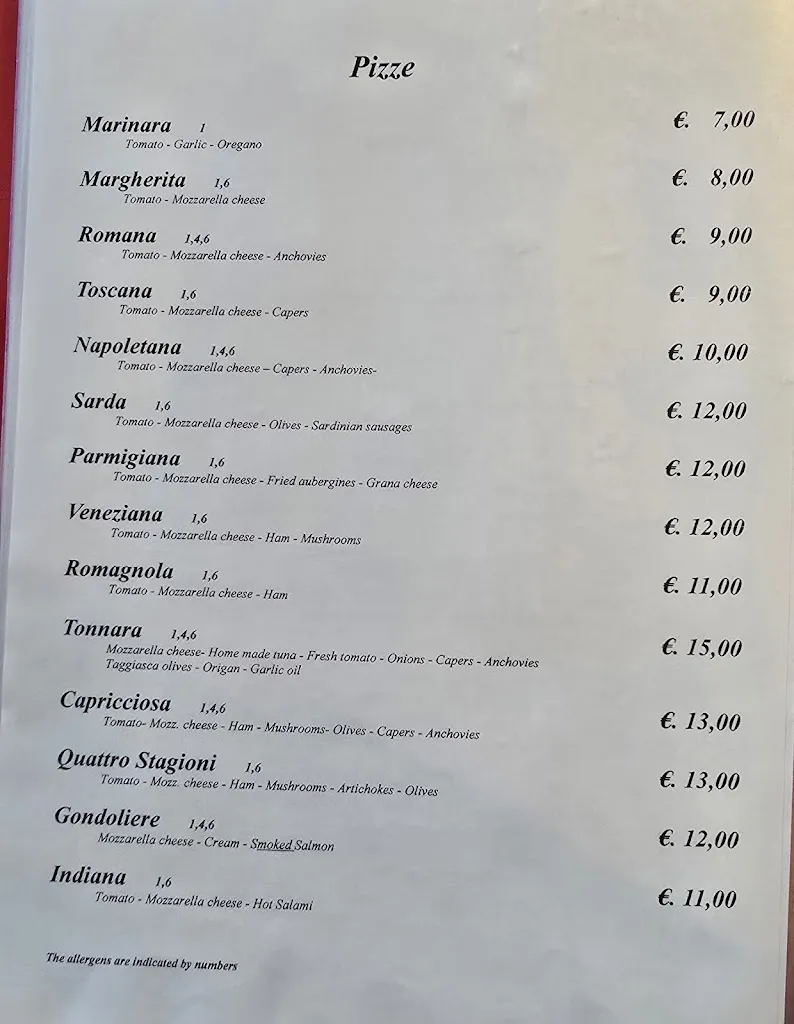 Pizze
Marinara 1 €. 7,00
Tomato - Garlic - Oregano
Margherita 1,6 €. 8,00
Tomato - Mozzarella cheese
Romana 1,4,6 €. 9,00
Tomato - Mozzarella cheese - Anchovies
Toscana 1,6 €. 9,00
Tomato - Mozzarella cheese - Capers
Napoletana 1,4,6 €. 10,00
Tomato - Mozzarella cheese – Capers - Anchovies-
Sarda 1,6 €. 12,00
Tomato - Mozzarella cheese - Olives - Sardinian sausages
Parmigiana 1,6 €. 12,00
Tomato - Mozzarella cheese - Fried aubergines - Grana cheese
Veneziana 1,6 €. 12,00
Tomato - Mozzarella cheese - Ham - Mushrooms
Romagnola 1,6 €. 11,00
Tomato - Mozzarella cheese - Ham
Tonnara 1,4,6 €. 15,00
Mozzarella cheese- Home made tuna - Fresh tomato - Onions - Capers - Anchovies
Taggiasca olives - Origan - Garlic oil
Capricciosa 1,4,6 €. 13,00
Tomato- Mozz. cheese - Ham - Mushrooms- Olives - Capers - Anchovies
Quattro Stagioni 1,6 €. 13,00
Tomato - Mozz. cheese - Ham - Mushrooms - Artichokes - Olives
Gondoliere 1,4,6 €. 12,00
Mozzarella cheese - Cream - Smoked Salmon
Indiana 1,6 €. 11,00
Tomato - Mozzarella cheese - Hot Salami
The allergens are indicated by numbers